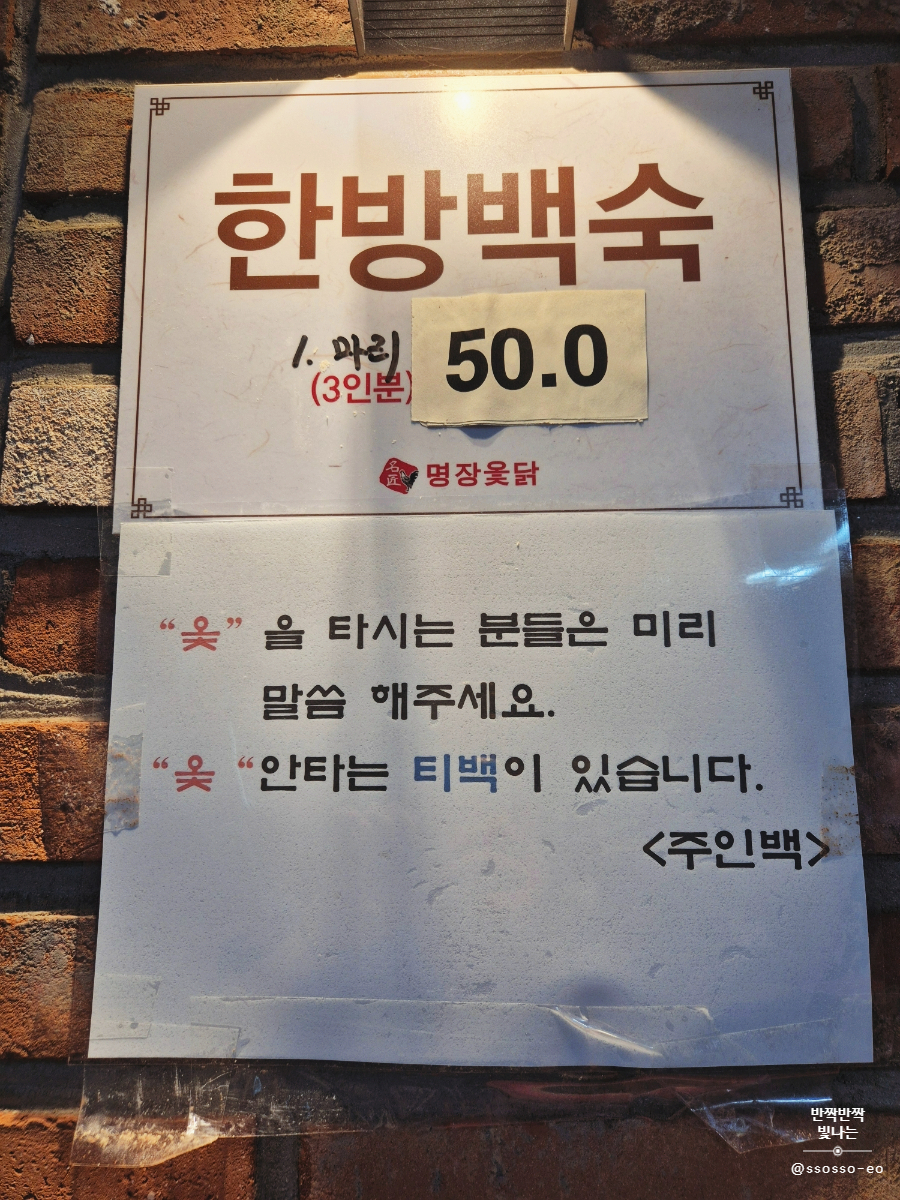 한방백숙
1. 마리
(3인분)
50.0
名匠
명장옻닭
“옻” 을 타시는 분들은 미리
말씀 해주세요.
“옻 “안타는 티백이 있습니다.
<주인백>
반짝반짝
빛나는
@ssosso-eo